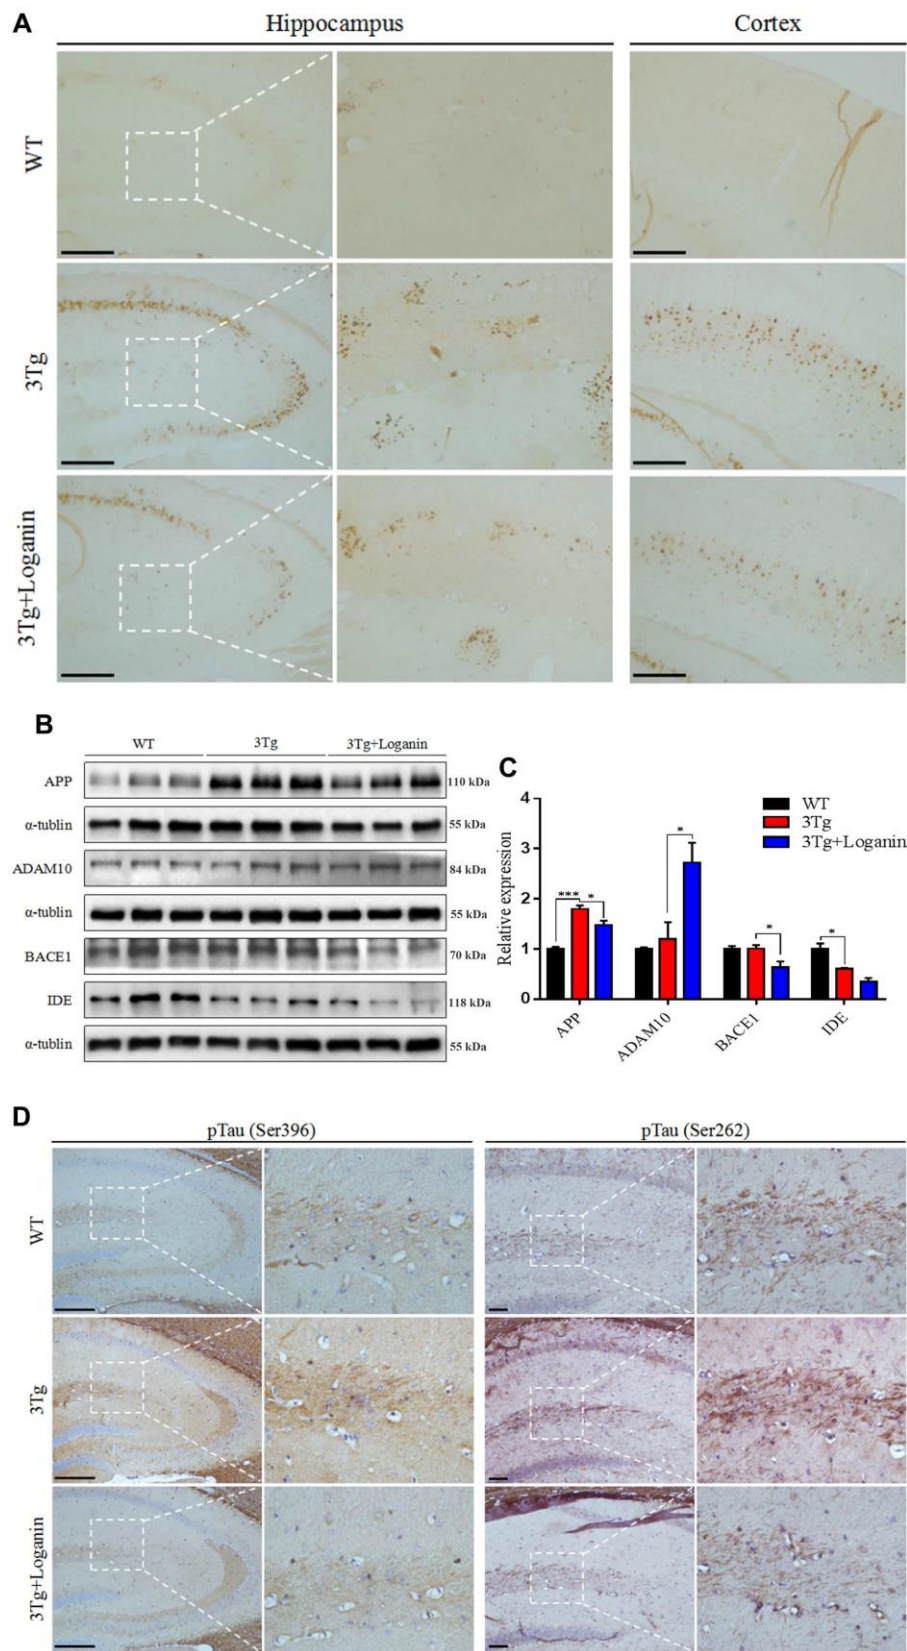 A
Hippocampus
Cortex
WT
3Tg
3Tg+Loganin
B
WT
3Tg
3Tg+Loganin
APP
110 kDa
α-tublin
55 kDa
ADAM10
84 kDa
α-tublin
55 kDa
BACE1
70 kDa
IDE
118 kDa
α-tublin
55 kDa
C
WT
3Tg
3Tg+Loganin
Relative expression
4
3
2
1
0
***
*
*
*
*
APP
ADAM10
BACE1
IDE
D
pTau (Ser396)
pTau (Ser262)
WT
3Tg
3Tg+Loganin